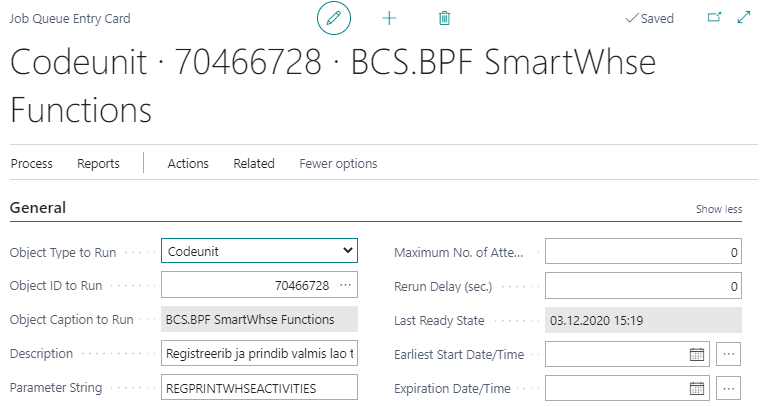 Job Queue Entry Card
Saved
Codeunit · 70466728 · BCS.BPF SmartWhse
Functions
Process Reports Actions Related Fewer options
General Show less
Object Type to Run Codeunit
Maximum No. of Atte... 0
Object ID to Run 70466728 ...
Rerun Delay (sec.) 0
Object Caption to Run BCS.BPF SmartWhse Functions
Last Ready State 03.12.2020 15:19
Description Registreerib ja prindib valmis lao t
Earliest Start Date/Time ...
Parameter String REGPRINTWHSEACTIVITIES
Expiration Date/Time ...